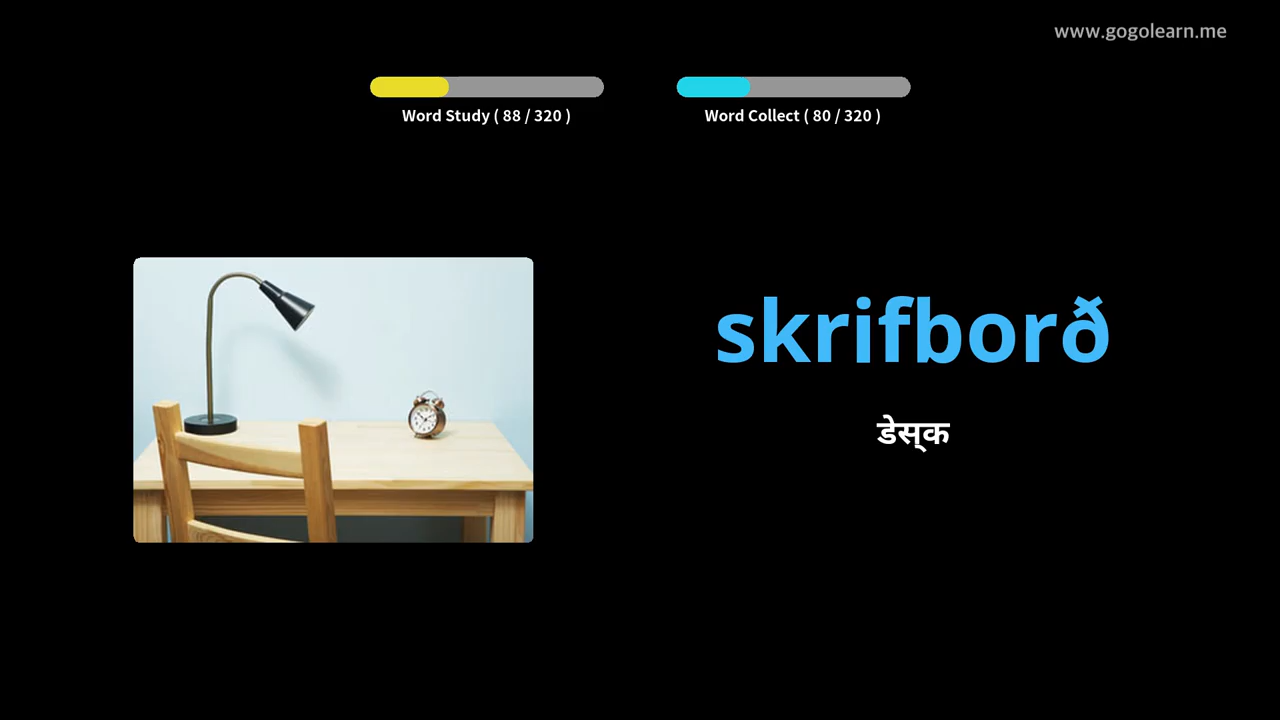 www.gogolearn.me
Word Study ( 88 / 320 )
Word Collect ( 80 / 320 )
skrifborð
डेस्‌क